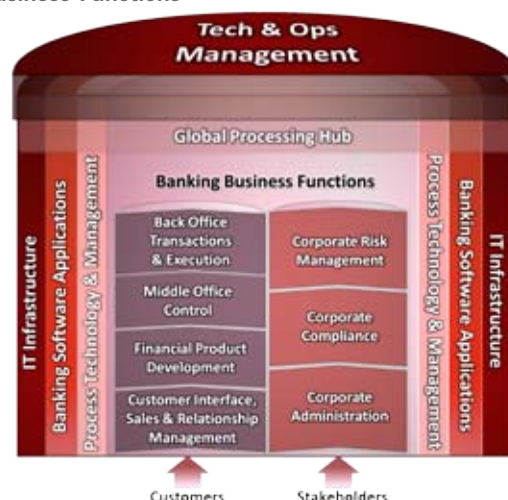 Tech & Ops
Management
Global Processing Hub
Banking Business Functions
IT Infrastructure
Banking Software Applications
Process Technology & Management
Back Office
Transactions
& Execution
Middle Office
Control
Financial Product
Development
Customer Interface,
Sales & Relationship
Management
Corporate Risk
Management
Corporate
Compliance
Corporate
Administration
Process Technology & Management
Banking Software Applications
IT Infrastructure
Customers
Stakeholders